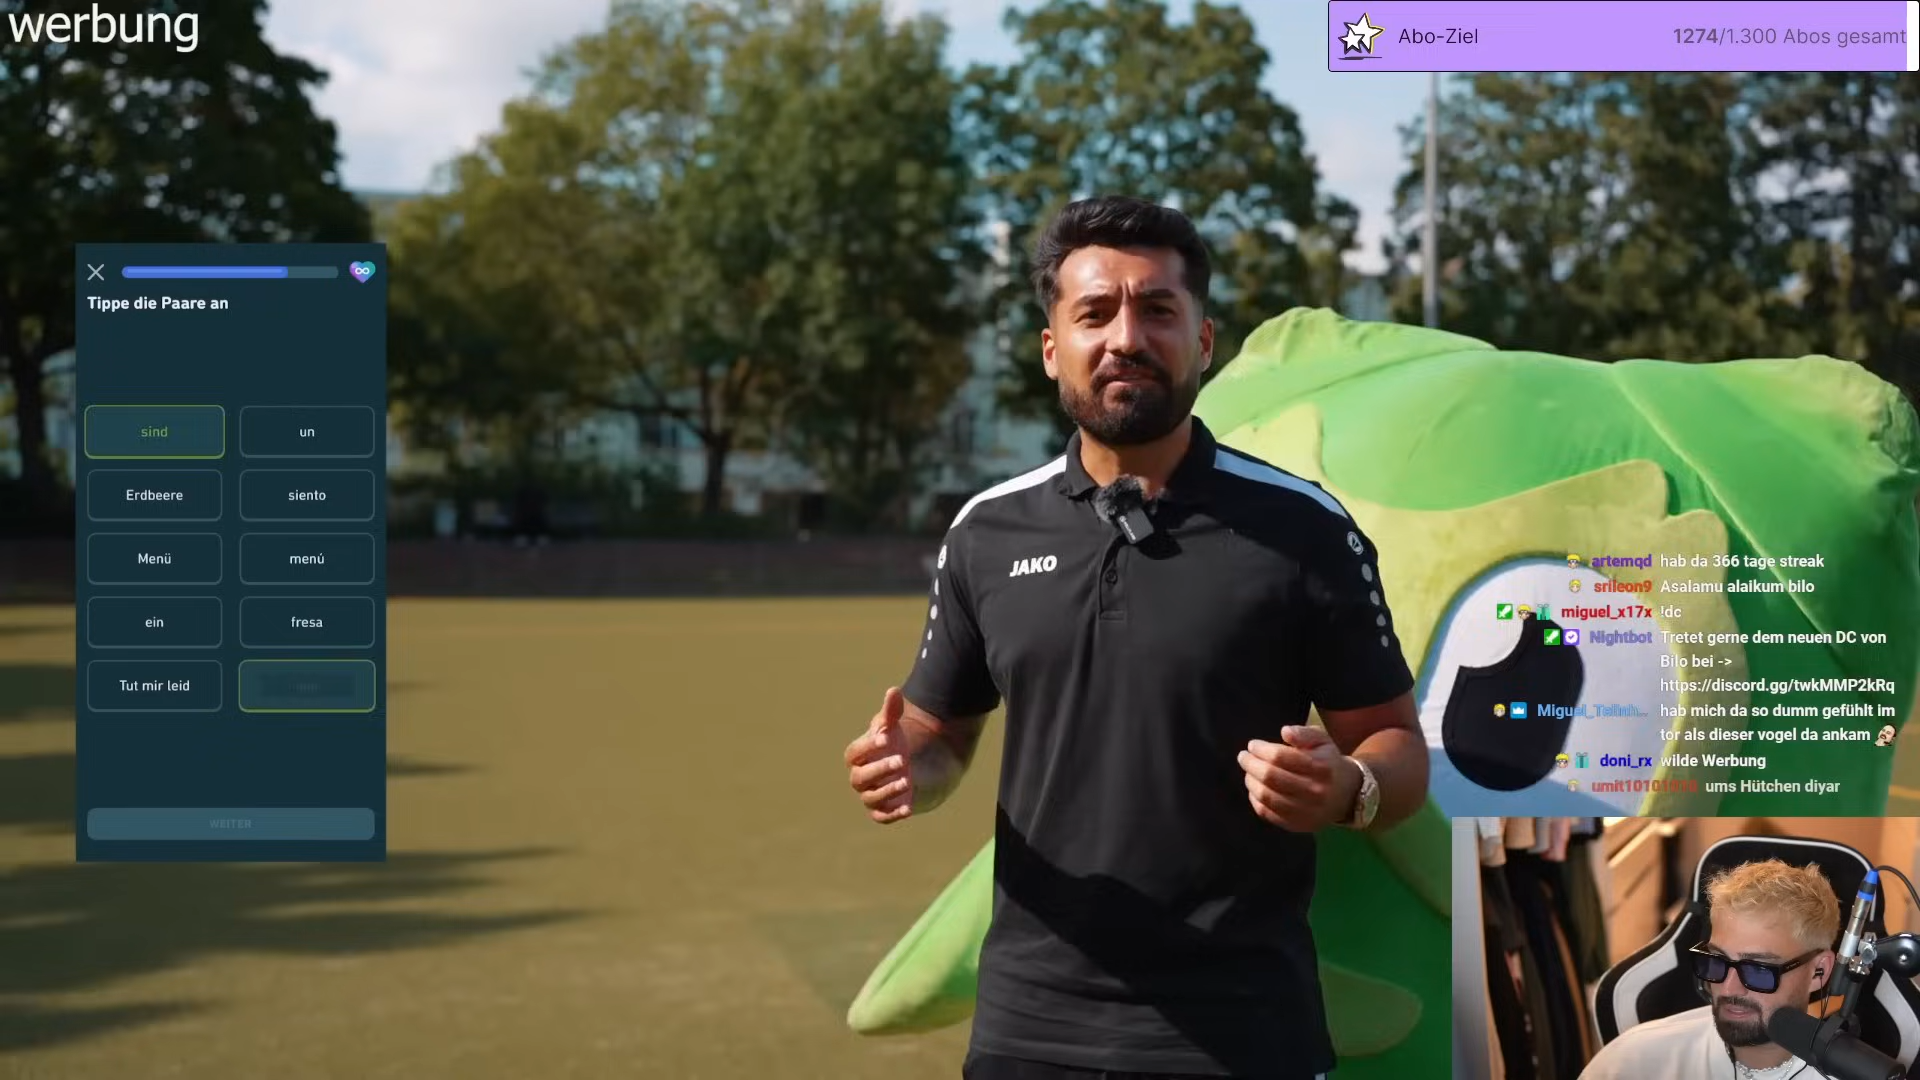 werbung
Abo-Ziel
1274/1.300 Abos gesamt
Tippe die Paare an
sind
un
Erdbeere
siento
Menü
menú
ein
fresa
Tut mir leid
WEITER
JAKO
artemqd hab da 366 tage streak
srileon9 Asalamu alaikum bilo
miguel_x17x !dc
Nightbot Tretet gerne dem neuen DC von
Bilo bei ->
https://discord.gg/twkMMP2kRq
hab mich da so dumm gefühlt im
tor als dieser vogel da ankam
doni_rx wilde Werbung
ums Hütchen diyar